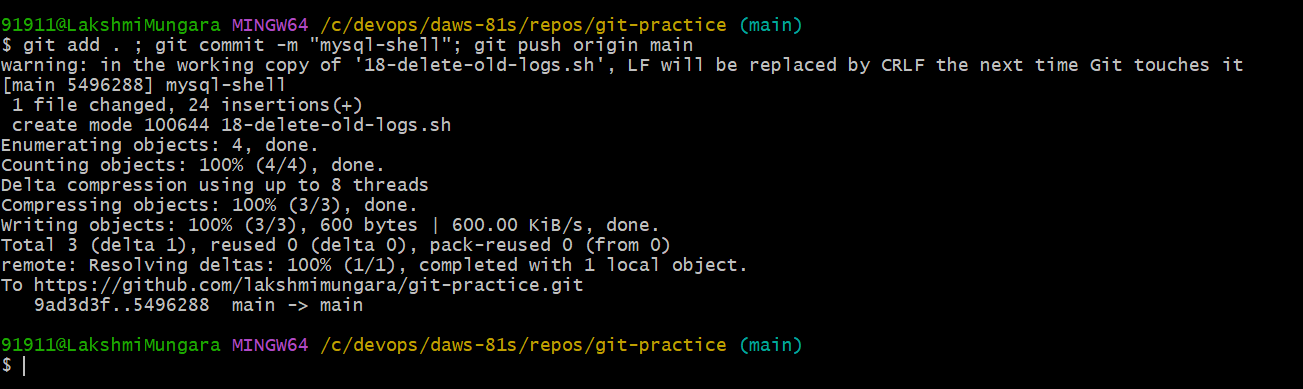 91911@LakshmiMungara MINGW64 /c/devops/daws-81s/repos/git-practice (main)
$ git add . ; git commit -m "mysql-shell"; git push origin main
warning: in the working copy of '18-delete-old-logs.sh', LF will be replaced by CRLF the next time Git touches it
[main 5496288] mysql-shell
 1 file changed, 24 insertions(+)
 create mode 100644 18-delete-old-logs.sh
Enumerating objects: 4, done.
Counting objects: 100% (4/4), done.
Delta compression using up to 8 threads
Compressing objects: 100% (3/3), done.
Writing objects: 100% (3/3), 600 bytes | 600.00 KiB/s, done.
Total 3 (delta 1), reused 0 (delta 0), pack-reused 0 (from 0)
remote: Resolving deltas: 100% (1/1), completed with 1 local object.
To https://github.com/lakshmimungara/git-practice.git
   9ad3d3f..5496288  main -> main
91911@LakshmiMungara MINGW64 /c/devops/daws-81s/repos/git-practice (main)
$